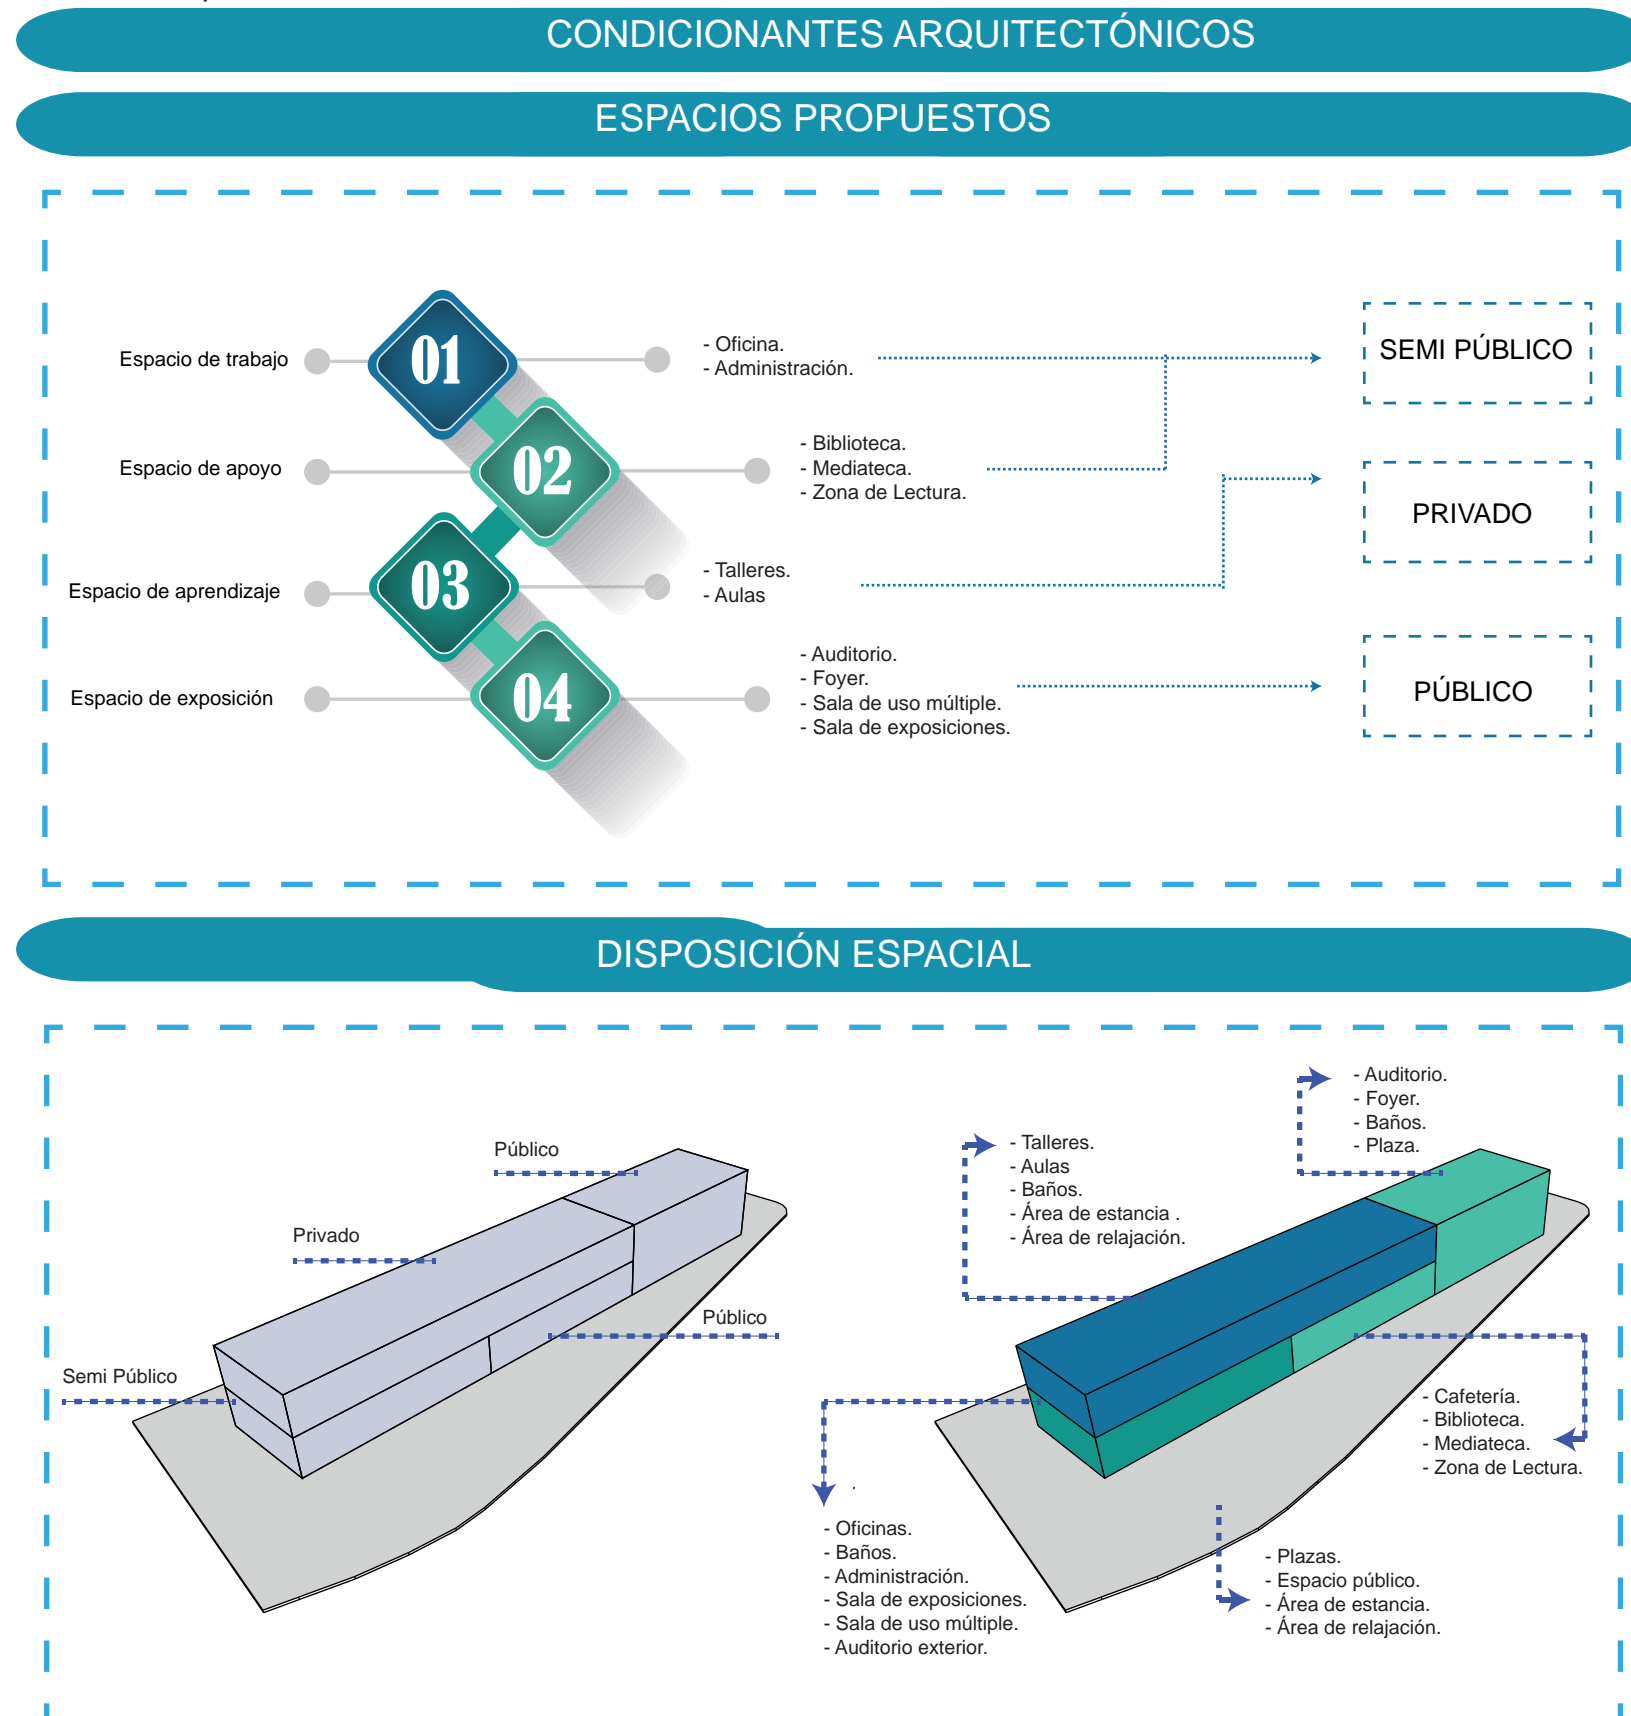 CONDICIONANTES ARQUITECTÓNICOS
ESPACIOS PROPUESTOS
Espacio de trabajo
01
- Oficina.
- Administración.
SEMI PÚBLICO
Espacio de apoyo
02
- Biblioteca.
- Mediateca.
- Zona de Lectura.
PRIVADO
Espacio de aprendizaje
03
- Talleres.
- Aulas
Espacio de exposición
04
- Auditorio.
- Foyer.
- Sala de uso múltiple.
- Sala de exposiciones.
PÚBLICO
DISPOSICIÓN ESPACIAL
Público
Privado
Público
Semi Público
- Talleres.
- Aulas
- Baños.
- Área de estancia .
- Área de relajación.
- Auditorio.
- Foyer.
- Baños.
- Plaza.
- Cafetería.
- Biblioteca.
- Mediateca.
- Zona de Lectura.
- Oficinas.
- Baños.
- Administración.
- Sala de exposiciones.
- Sala de uso múltiple.
- Auditorio exterior.
- Plazas.
- Espacio público.
- Área de estancia.
- Área de relajación.